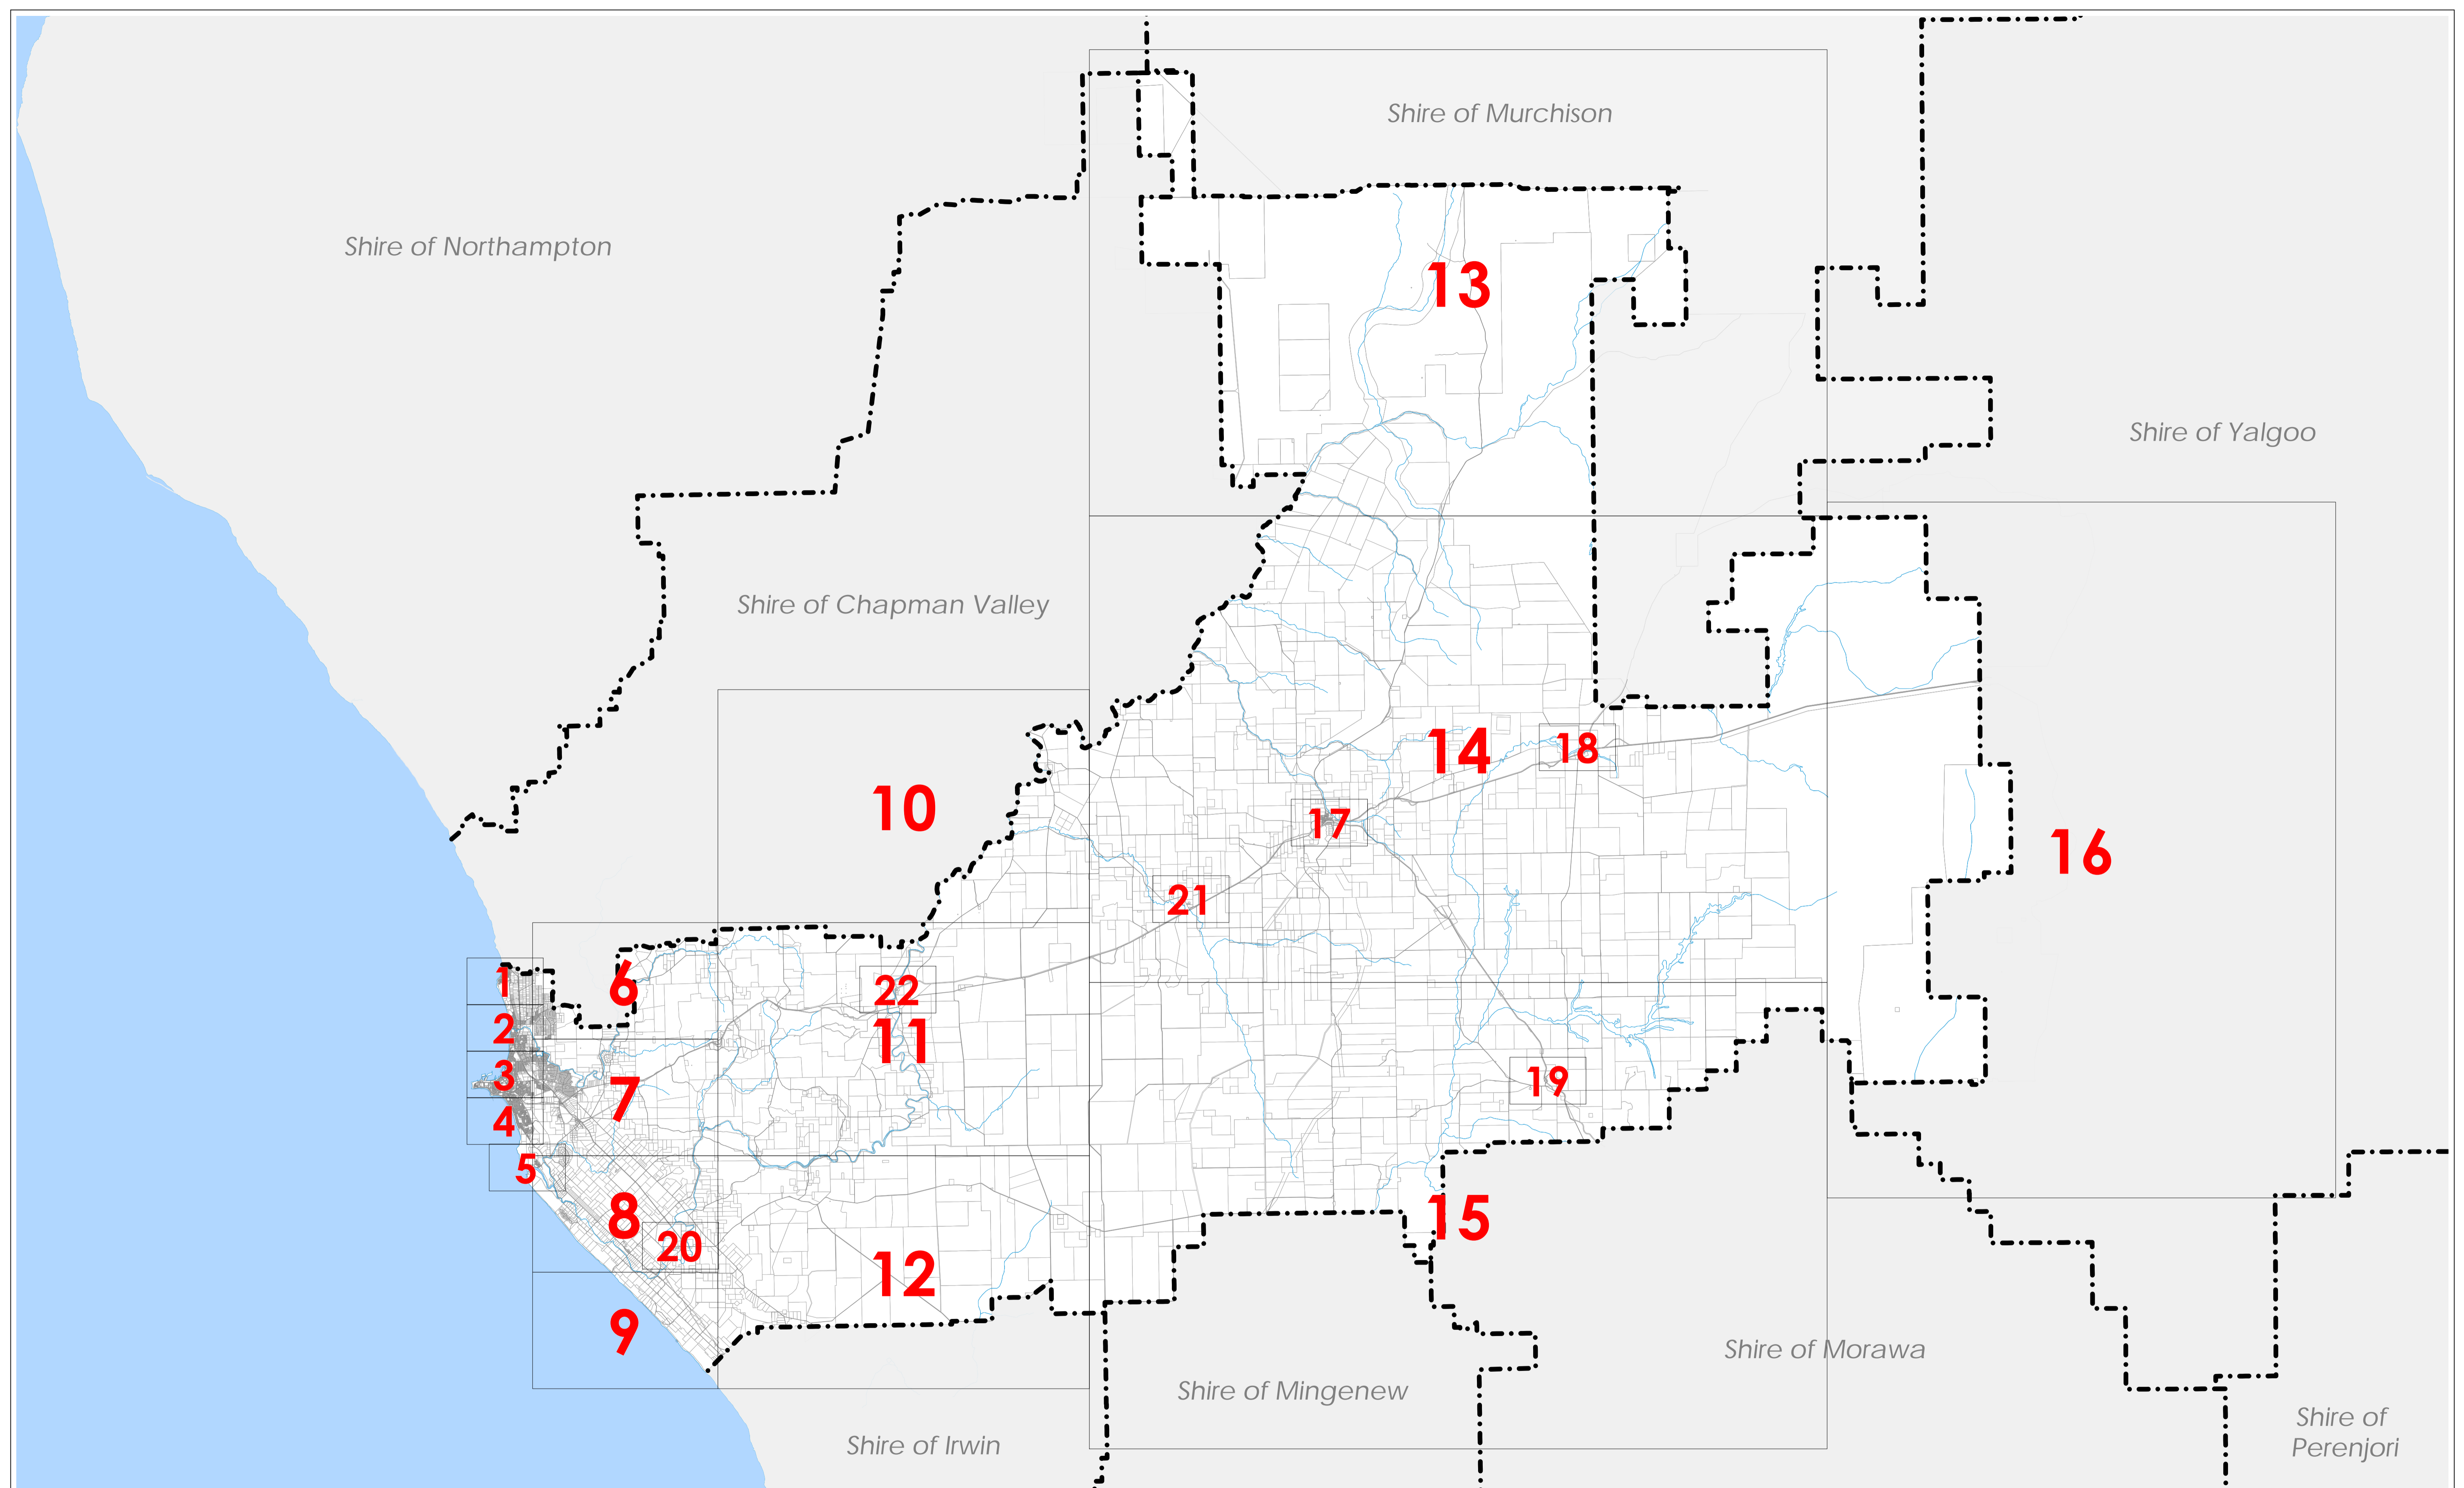 Shire of Murchison
Shire of Northampton
13
Shire of Yalgoo
Shire of Chapman Valley
14
18
10
17
16
21
1
6
22
2
11
3
7
19
4
5
8
15
20
12
9
Shire of Morawa
Shire of Mingenew
Shire of Irwin
Shire of
Perenjori